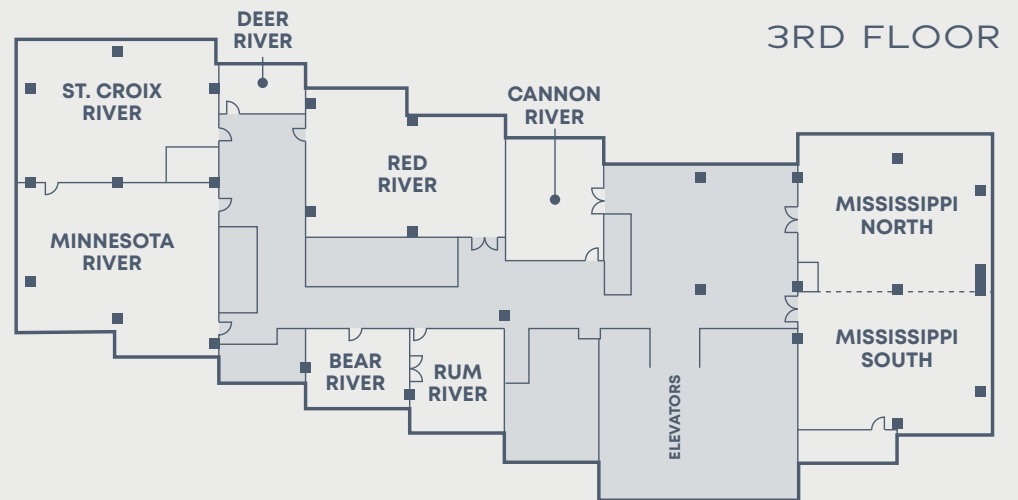 DEER
RIVER
3RD FLOOR
ST. CROIX
RIVER
CANNON
RIVER
RED
RIVER
MISSISSIPPI
NORTH
MINNESOTA
RIVER
MISSISSIPPI
SOUTH
BEAR
RIVER
RUM
RIVER
ELEVATORS